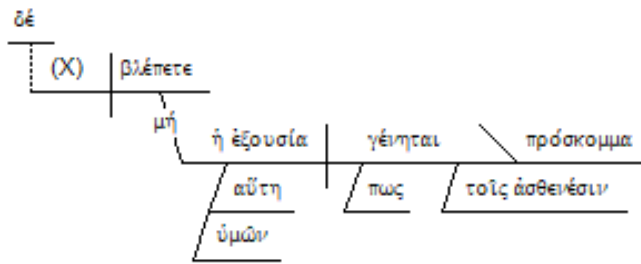 δέ
(X) βλέπετε
μή
ἡ ἐξουσία γένηται πρόσκομμα
αὕτη πως τοῖς ἀσθενέσιν
ὑμῶν